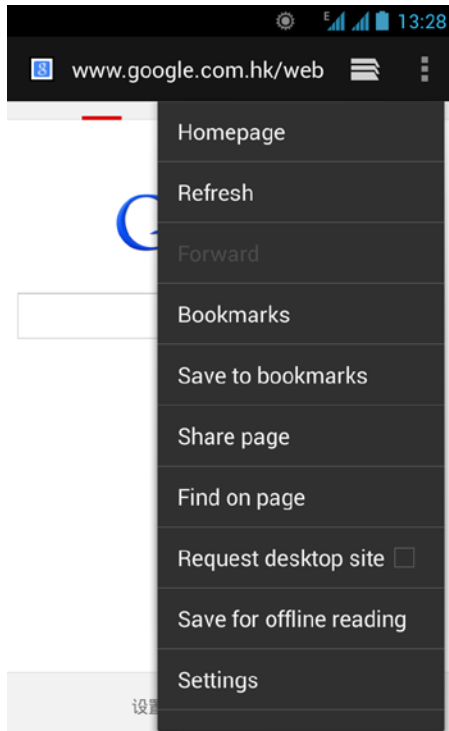 E 13:28
8 www.google.com.hk/web
G
Homepage
Refresh
Forward
Bookmarks
Save to bookmarks
Share page
Find on page
Request desktop site
Save for offline reading
Settings
设置